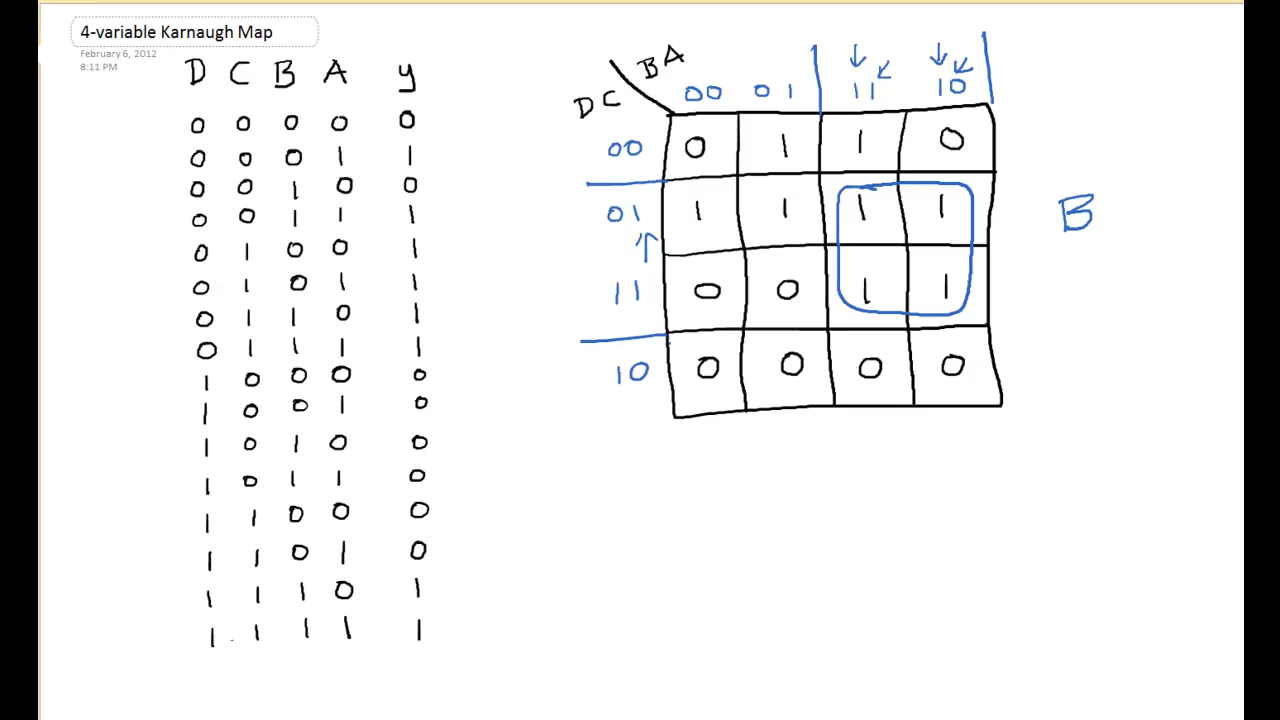 4-variable Karnaugh Map
February 6, 2012
8:11 PM
D C B A y
0 0 0 0 0
0 0 0 1 1
0 0 1 0 0
0 0 1 1 1
0 1 0 0 1
0 1 0 1 1
0 1 1 0 1
0 1 1 1 1
1 0 0 0 0
1 0 0 1 0
1 0 1 0 0
1 0 1 1 0
1 1 0 0 0
1 1 0 1 0
1 1 1 0 1
1 1 1 1 1
BA
DC 00 01 11 10
00 0 1 1 0
01 1 1 1 1
11 0 0 1 1
10 0 0 0 0
B